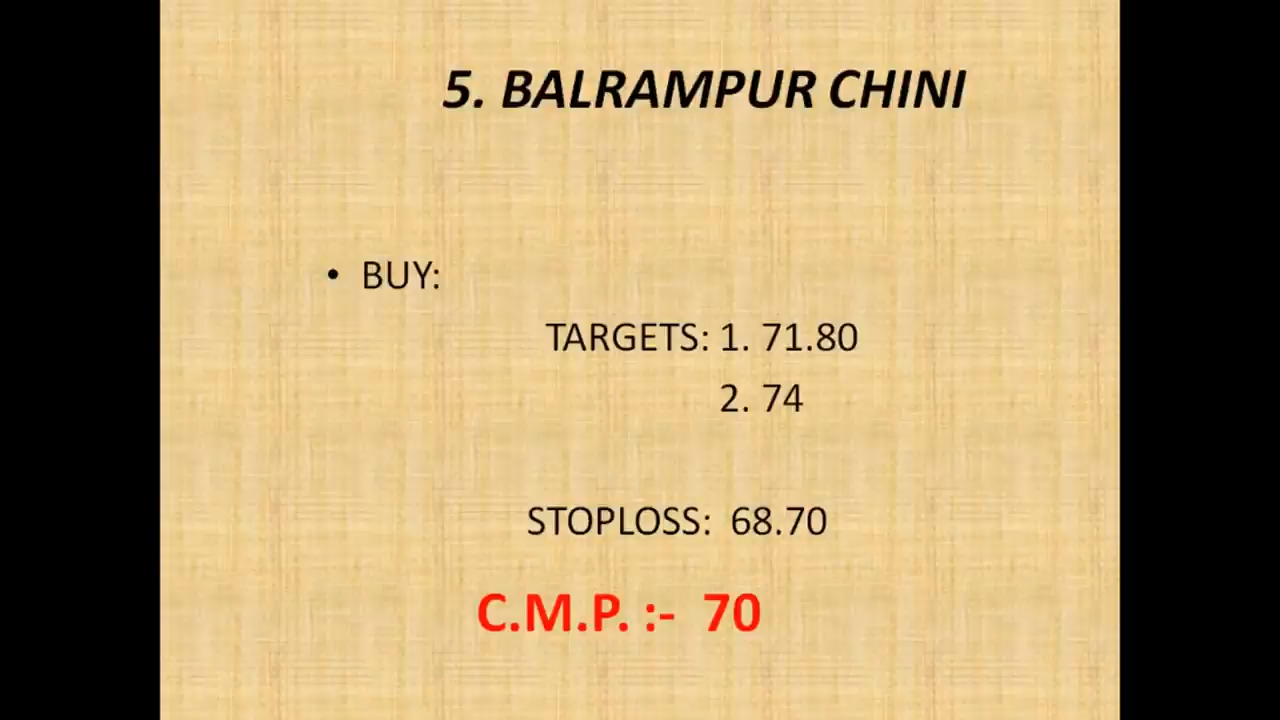 5. BALRAMPUR CHINI
• BUY:
TARGETS: 1. 71.80
2. 74
STOPLOSS: 68.70
C.M.P. :- 70